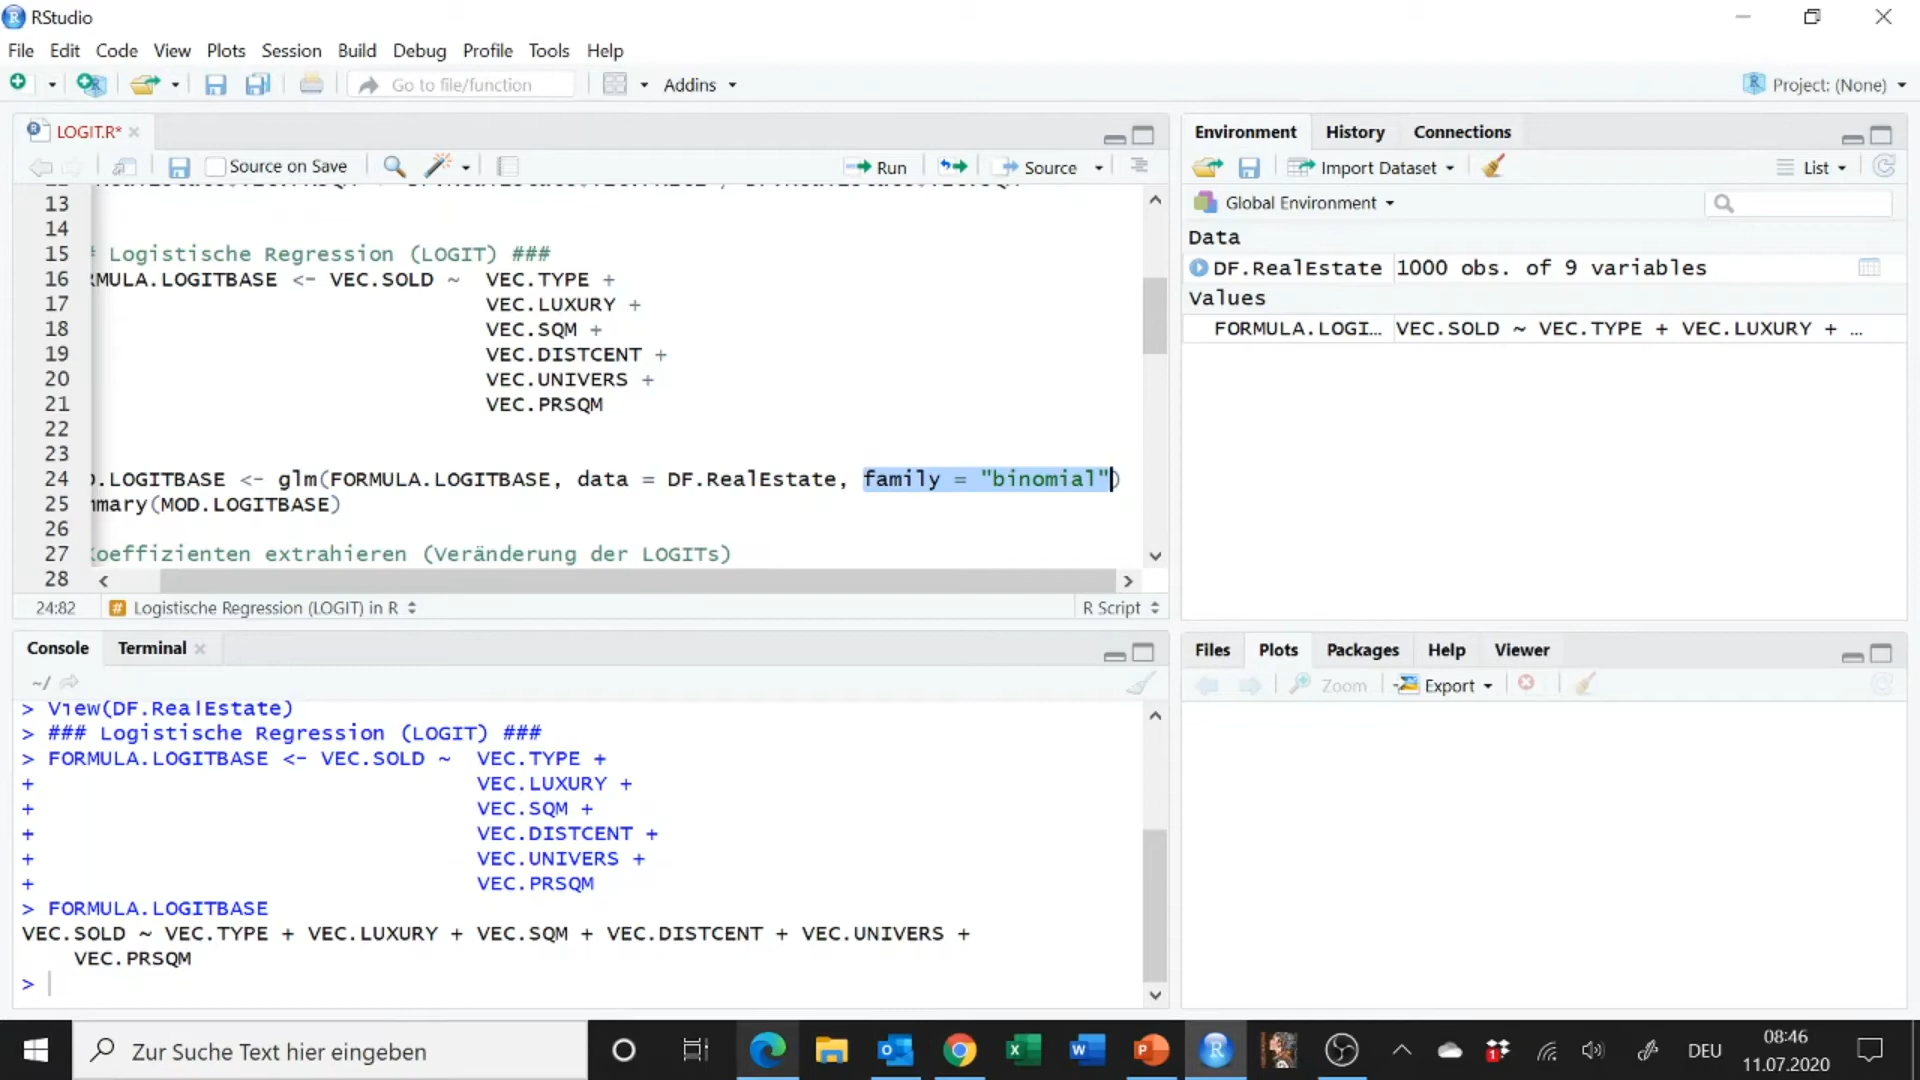 RStudio
File Edit Code View Plots Session Build Debug Profile Tools Help
Go to file/function
Addins
Project: (None)
LOGIT.R*
Source on Save
Run
Source
13
14
15 # Logistische Regression (LOGIT) ###
16 RMULA.LOGITBASE <- VEC.SOLD ~ VEC.TYPE +
17 VEC.LUXURY +
18 VEC.SQM +
19 VEC.DISTCENT +
20 VEC.UNIVERS +
21 VEC.PRSQM
22
23
24 D.LOGITBASE <- glm(FORMULA.LOGITBASE, data = DF.RealEstate, family = "binomial")
25 mmary(MOD.LOGITBASE)
26
27 Koeffizienten extrahieren (Veränderung der LOGITs)
28
24:82
# Logistische Regression (LOGIT) in R
R Script
Environment History Connections
Import Dataset
List
Global Environment
Data
DF.RealEstate 1000 obs. of 9 variables
Values
FORMULA.LOGI... VEC.SOLD ~ VEC.TYPE + VEC.LUXURY + ...
Console Terminal
~/
> View(DF.RealEstate)
> ### Logistische Regression (LOGIT) ###
> FORMULA.LOGITBASE <- VEC.SOLD ~ VEC.TYPE +
+ VEC.LUXURY +
+ VEC.SQM +
+ VEC.DISTCENT +
+ VEC.UNIVERS +
+ VEC.PRSQM
> FORMULA.LOGITBASE
VEC.SOLD ~ VEC.TYPE + VEC.LUXURY + VEC.SQM + VEC.DISTCENT + VEC.UNIVERS +
VEC.PRSQM
>
Files Plots Packages Help Viewer
Zoom
Export
Zur Suche Text hier eingeben
DEU
08:46
11.07.2020